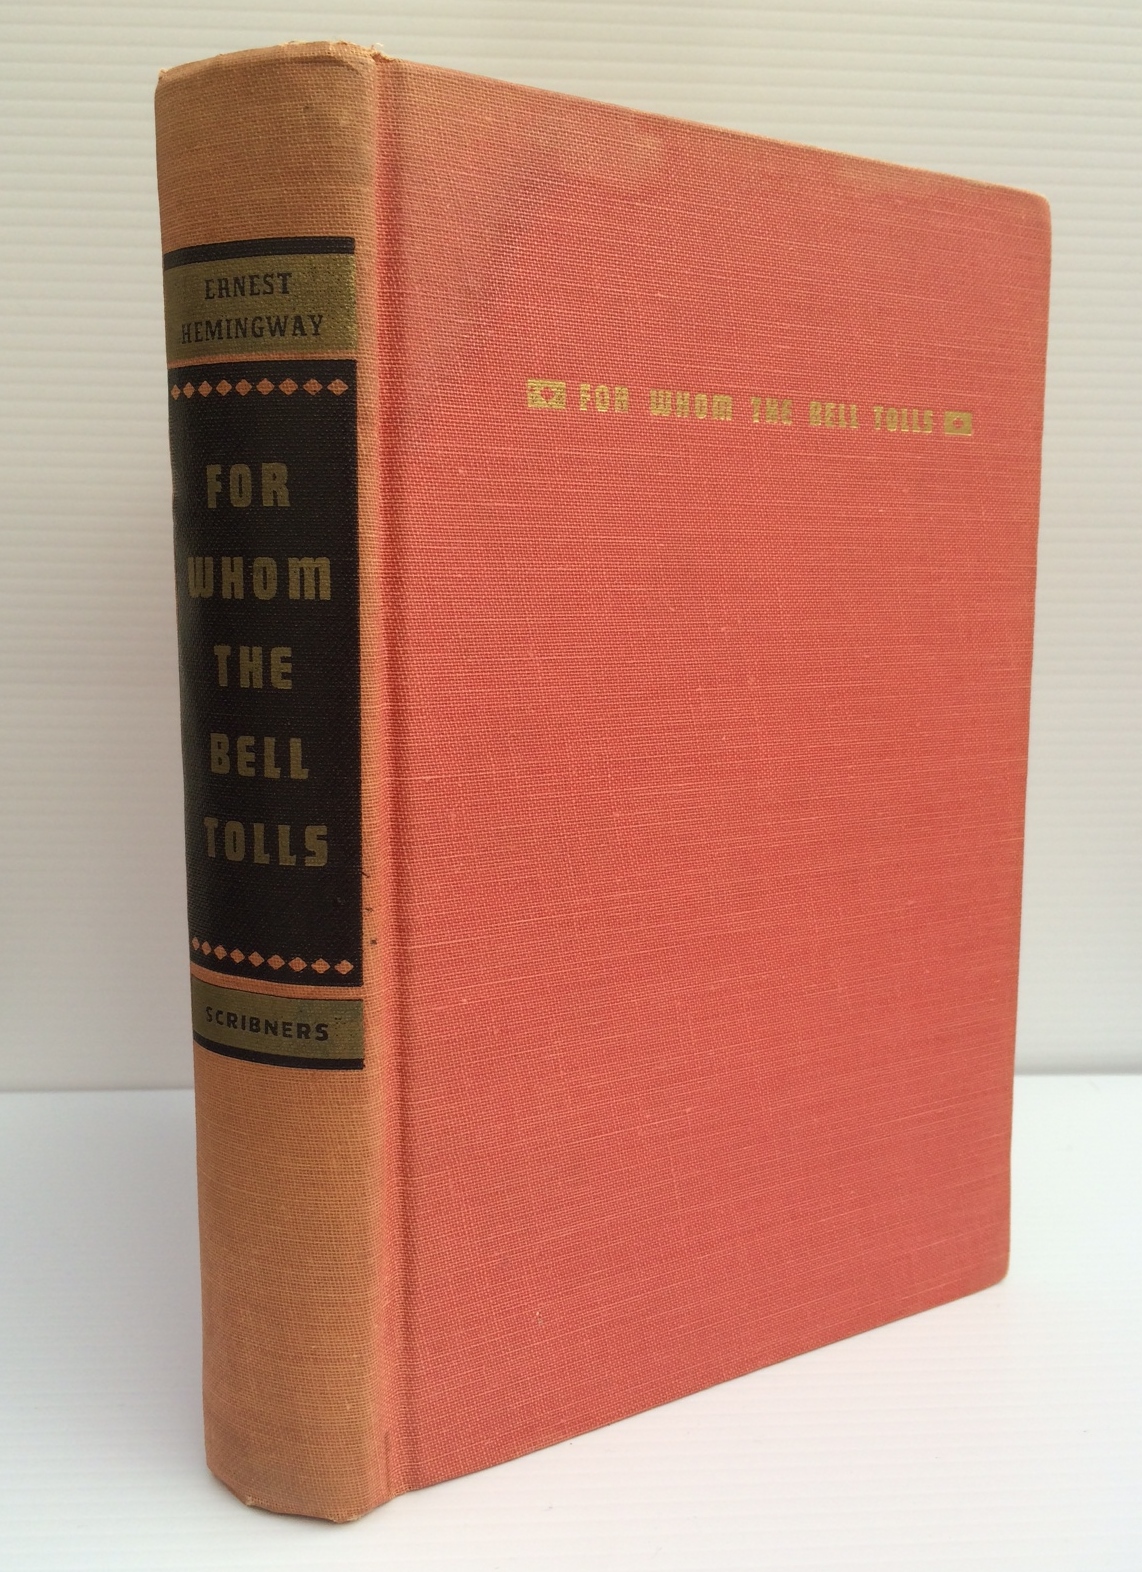 ERNEST
HEMINGWAY
FOR
WHOM
THE
BELL
TOLLS
SCRIBNERS
FOR WHOM THE BELL TOLLS